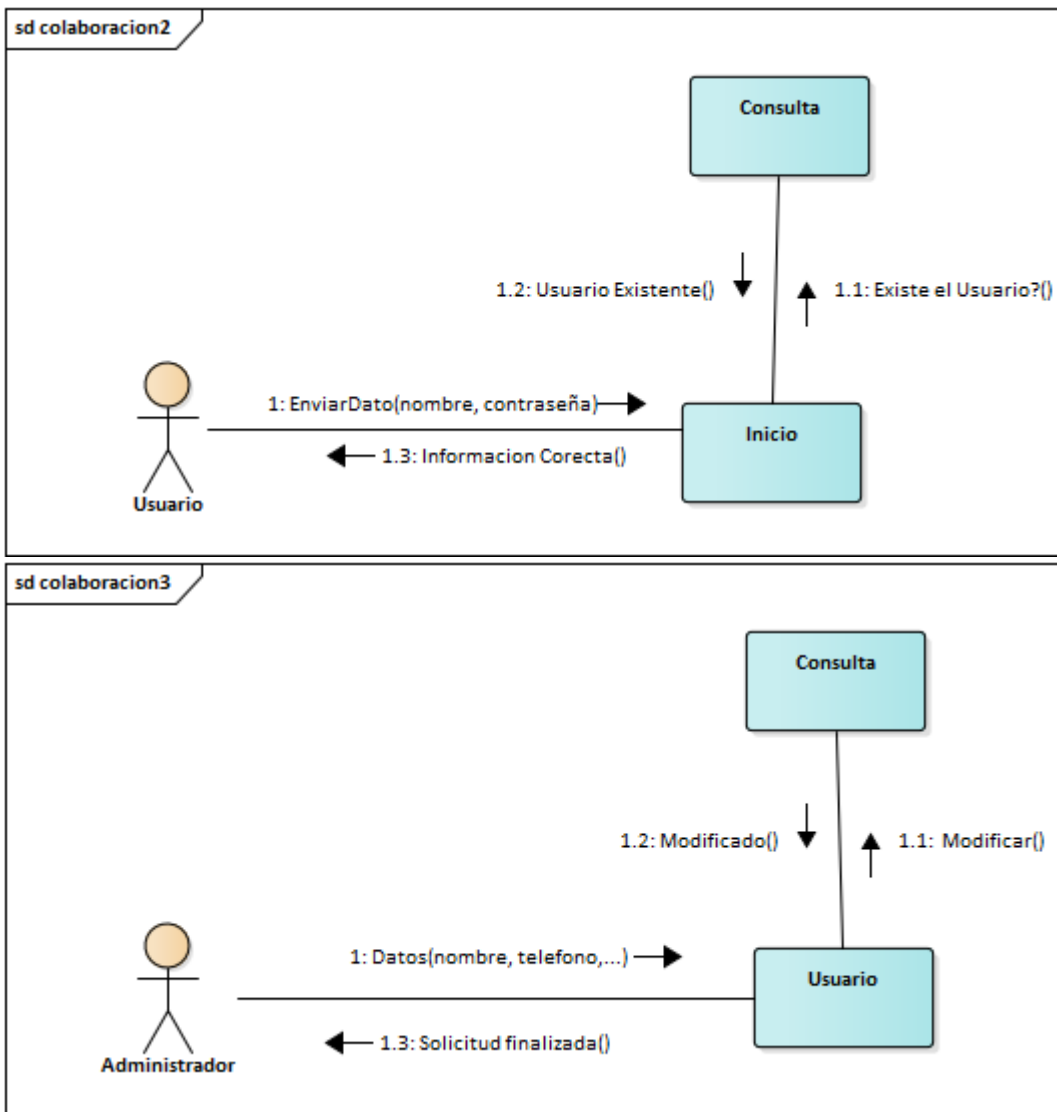 sd colaboracion2
Consulta
1.2: Usuario Existente()
1.1: Existe el Usuario?()
1: EnviarDato(nombre, contraseña)
Inicio
1.3: Informacion Corecta()
Usuario
sd colaboracion3
Consulta
1.2: Modificado()
1.1: Modificar()
1: Datos(nombre, telefono,...)
Usuario
1.3: Solicitud finalizada()
Administrador